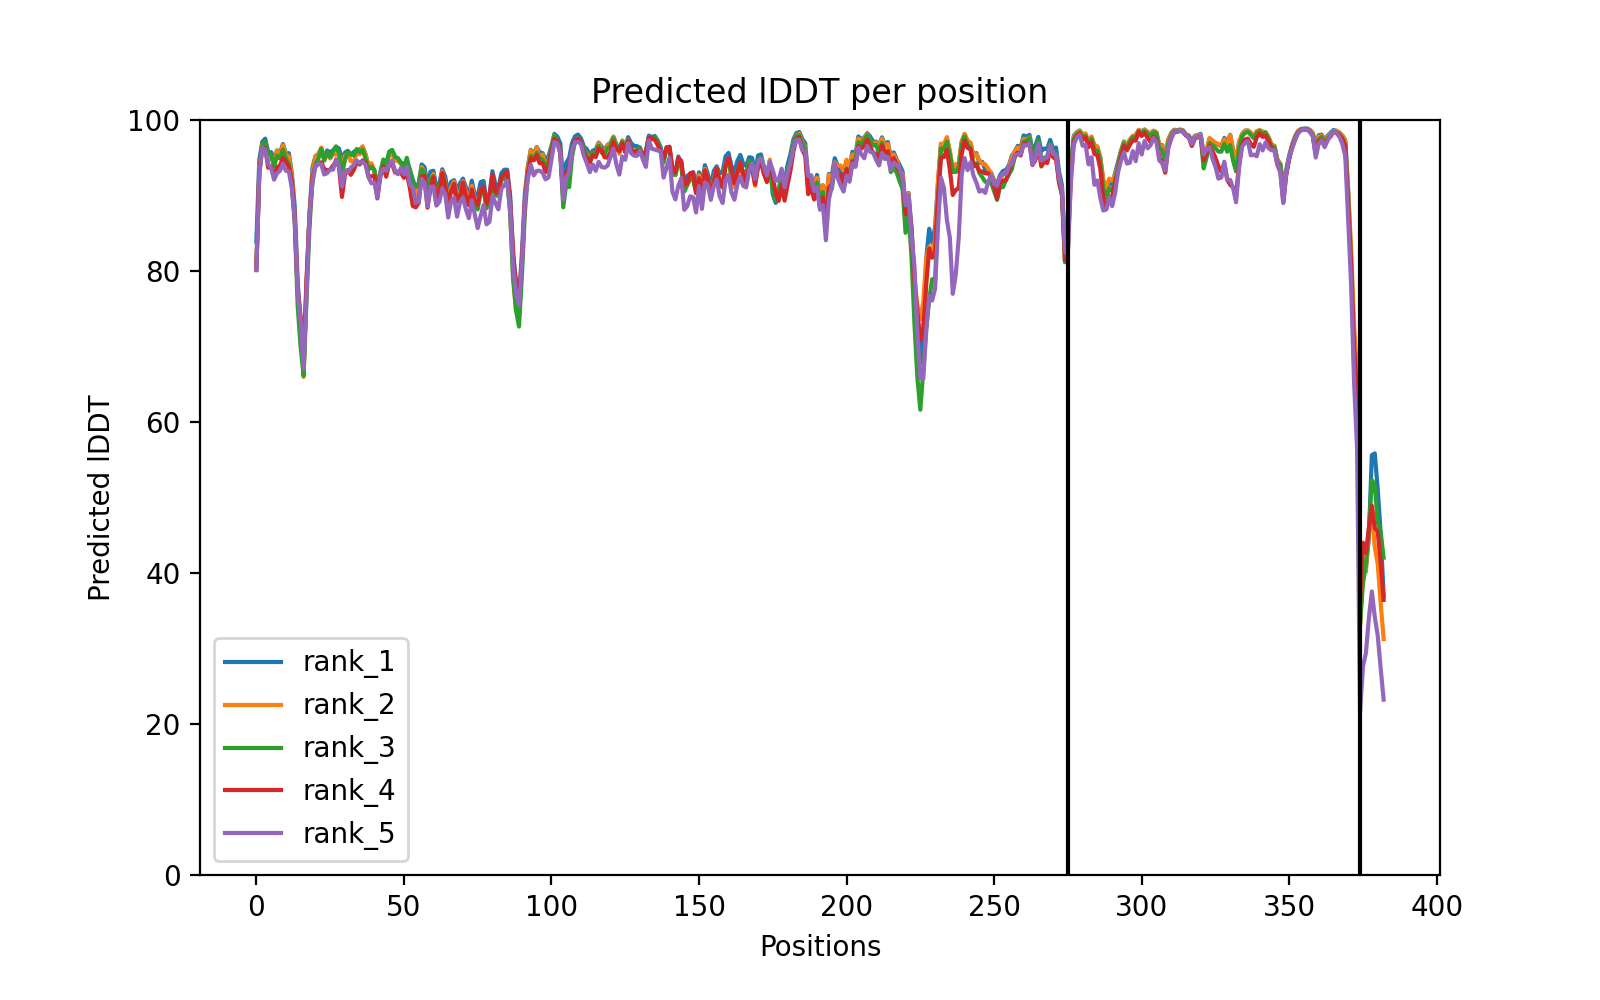 Predicted lDDT per position
100
80
60
40
20
0
Predicted lDDT
rank_1
rank_2
rank_3
rank_4
rank_5
0 50 100 150 200 250 300 350 400
Positions